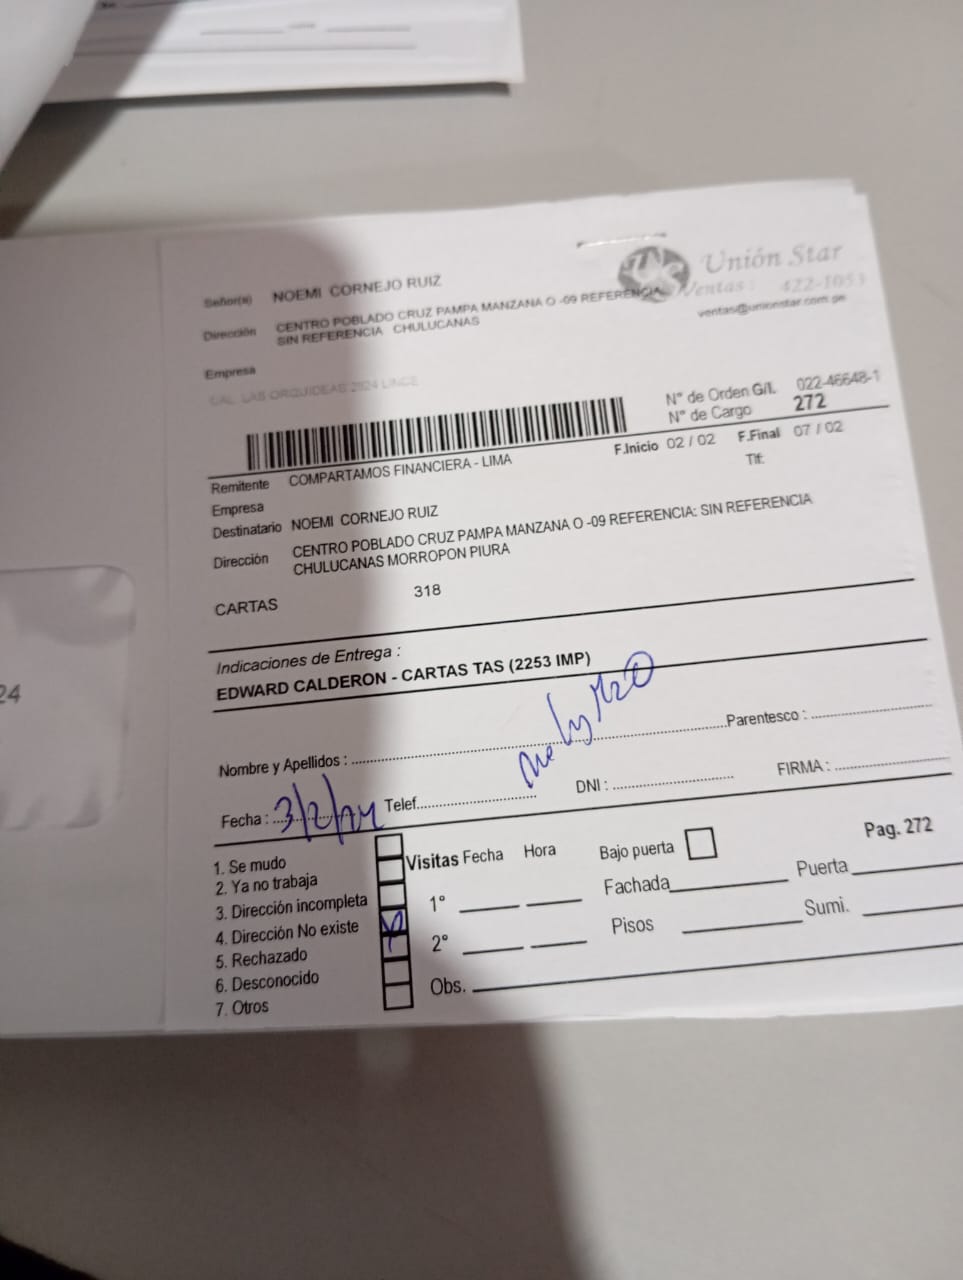 Unión Star
Ventas : 422-1053
ventas@unionstar.com.pe
Señor(s) NOEMI CORNEJO RUIZ
Dirección CENTRO POBLADO CRUZ PAMPA MANZANA O -09 REFERENCIA:
SIN REFERENCIA CHULUCANAS
Empresa
CAL. LAS ORQUIDEAS 2924 LINCE
N° de Orden G/I. 022-46648-1
N° de Cargo 272
F.Inicio 02 / 02 F.Final 07 / 02
Remitente COMPARTAMOS FINANCIERA - LIMA
Tlf:
Empresa
Destinatario NOEMI CORNEJO RUIZ
Dirección CENTRO POBLADO CRUZ PAMPA MANZANA O -09 REFERENCIA: SIN REFERENCIA
CHULUCANAS MORROPON PIURA
CARTAS 318
Indicaciones de Entrega :
EDWARD CALDERON - CARTAS TAS (2253 IMP)
Nombre y Apellidos : Parentesco :
Fecha : 3/2/24 Telef. DNI : FIRMA :
Pag. 272
1. Se mudo Visitas Fecha Hora Bajo puerta
2. Ya no trabaja Fachada Puerta
3. Dirección incompleta 1°
4. Dirección No existe 2° Pisos Sumi.
5. Rechazado
6. Desconocido Obs.
7. Otros
24